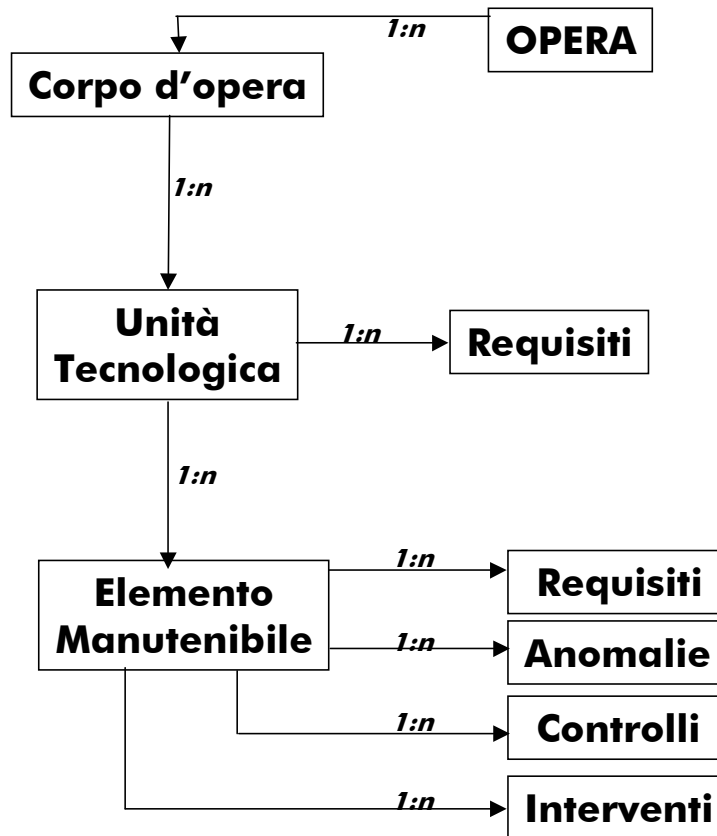 1:n
OPERA
Corpo d'opera
1:n
Unità
Tecnologica
1:n
Requisiti
1:n
Elemento
Manutenibile
1:n
Requisiti
1:n
Anomalie
1:n
Controlli
1:n
Interventi